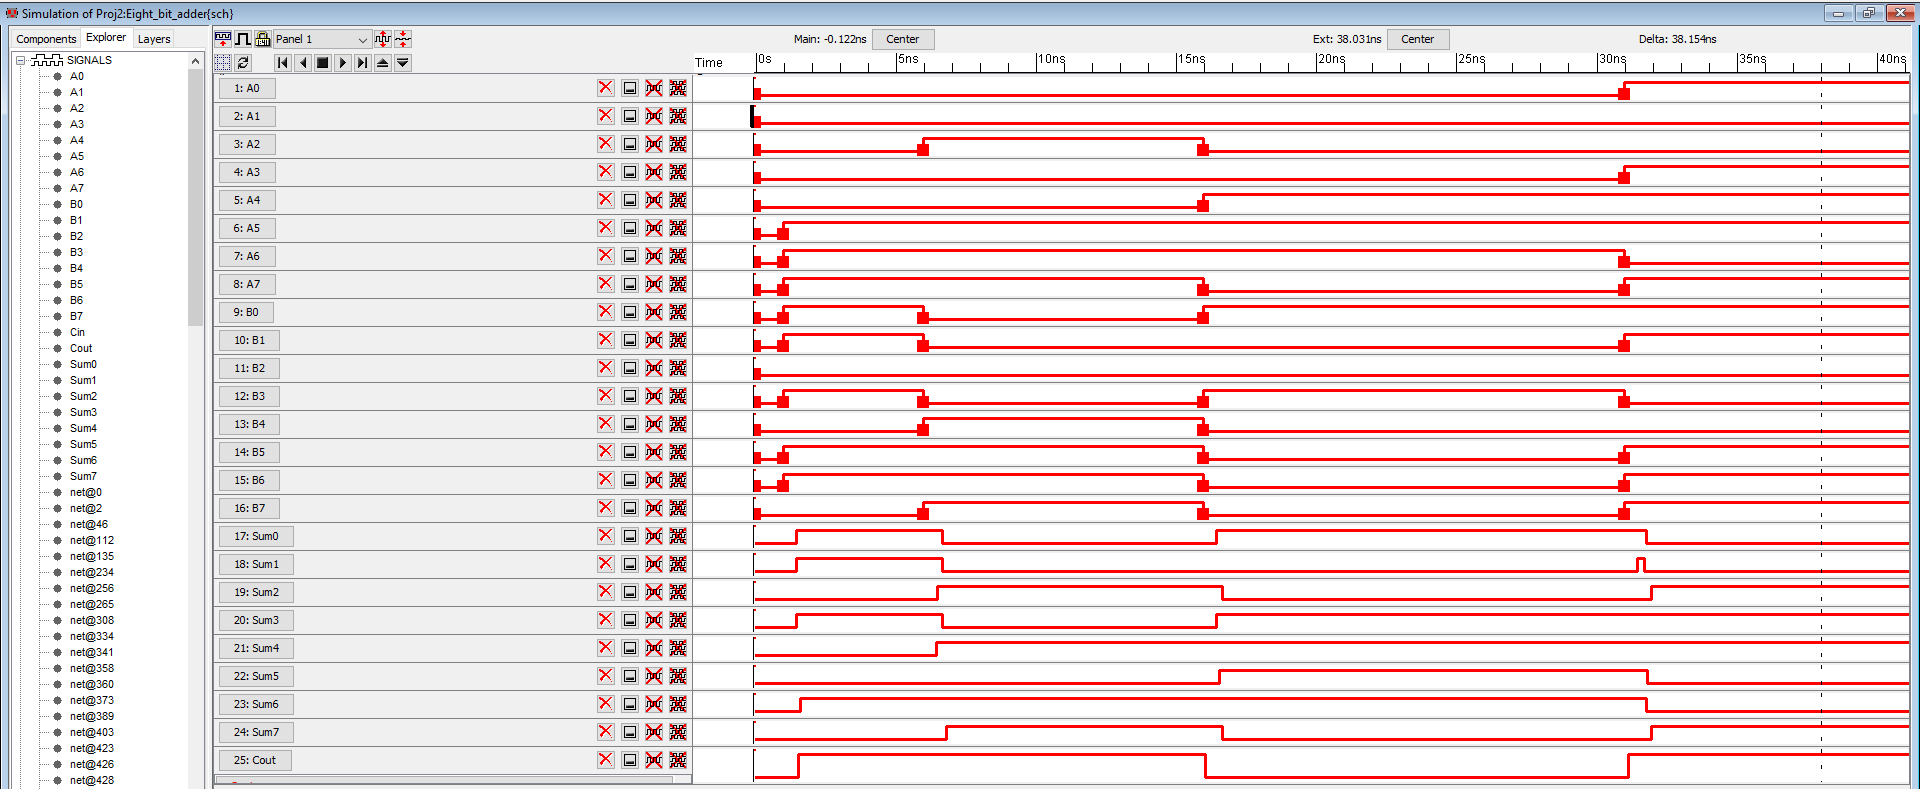 Simulation of Proj2:Eight_bit_adder{sch}
Components Explorer Layers
Panel 1
Main: -0.122ns Center Ext: 38.031ns Center Delta: 38.154ns
Time 0s 5ns 10ns 15ns 20ns 25ns 30ns 35ns 40ns
SIGNALS
A0
A1
A2
A3
A4
A5
A6
A7
B0
B1
B2
B3
B4
B5
B6
B7
Cin
Cout
Sum0
Sum1
Sum2
Sum3
Sum4
Sum5
Sum6
Sum7
net@0
net@2
net@46
net@112
net@135
net@234
net@256
net@265
net@308
net@334
net@341
net@358
net@360
net@373
net@389
net@403
net@423
net@426
net@428
1: A0
2: A1
3: A2
4: A3
5: A4
6: A5
7: A6
8: A7
9: B0
10: B1
11: B2
12: B3
13: B4
14: B5
15: B6
16: B7
17: Sum0
18: Sum1
19: Sum2
20: Sum3
21: Sum4
22: Sum5
23: Sum6
24: Sum7
25: Cout